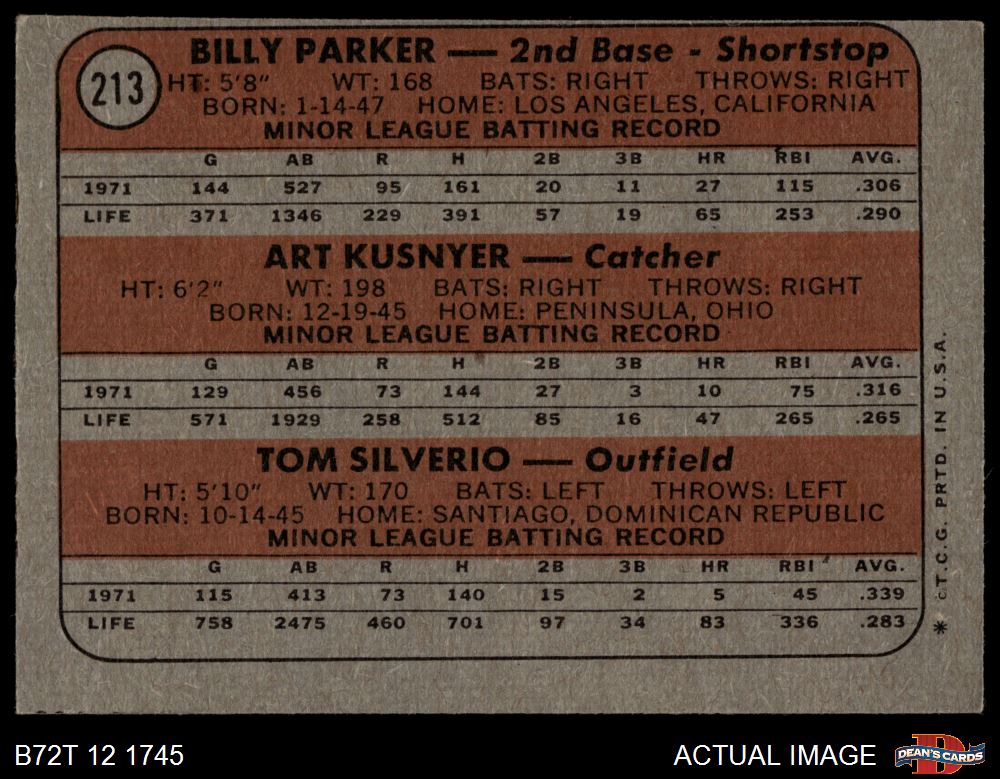 213
BILLY PARKER — 2nd Base - Shortstop
HT: 5'8" WT: 168 BATS: RIGHT THROWS: RIGHT
BORN: 1-14-47 HOME: LOS ANGELES, CALIFORNIA
MINOR LEAGUE BATTING RECORD
G AB R H 2B 3B HR RBI AVG.
1971 144 527 95 161 20 11 27 115 .306
LIFE 371 1346 229 391 57 19 65 253 .290
ART KUSNYER — Catcher
HT: 6'2" WT: 198 BATS: RIGHT THROWS: RIGHT
BORN: 12-19-45 HOME: PENINSULA, OHIO
MINOR LEAGUE BATTING RECORD
G AB R H 2B 3B HR RBI AVG.
1971 129 456 73 144 27 3 10 75 .316
LIFE 571 1929 258 512 85 16 47 265 .265
TOM SILVERIO — Outfield
HT: 5'10" WT: 170 BATS: LEFT THROWS: LEFT
BORN: 10-14-45 HOME: SANTIAGO, DOMINICAN REPUBLIC
MINOR LEAGUE BATTING RECORD
G AB R H 2B 3B HR RBI AVG.
1971 115 413 73 140 15 2 5 45 .339
LIFE 758 2475 460 701 97 34 83 336 .283
* ©T.C.G. PRTD. IN U.S.A.
B72T 12 1745
ACTUAL IMAGE
D
DEAN'S CARDS